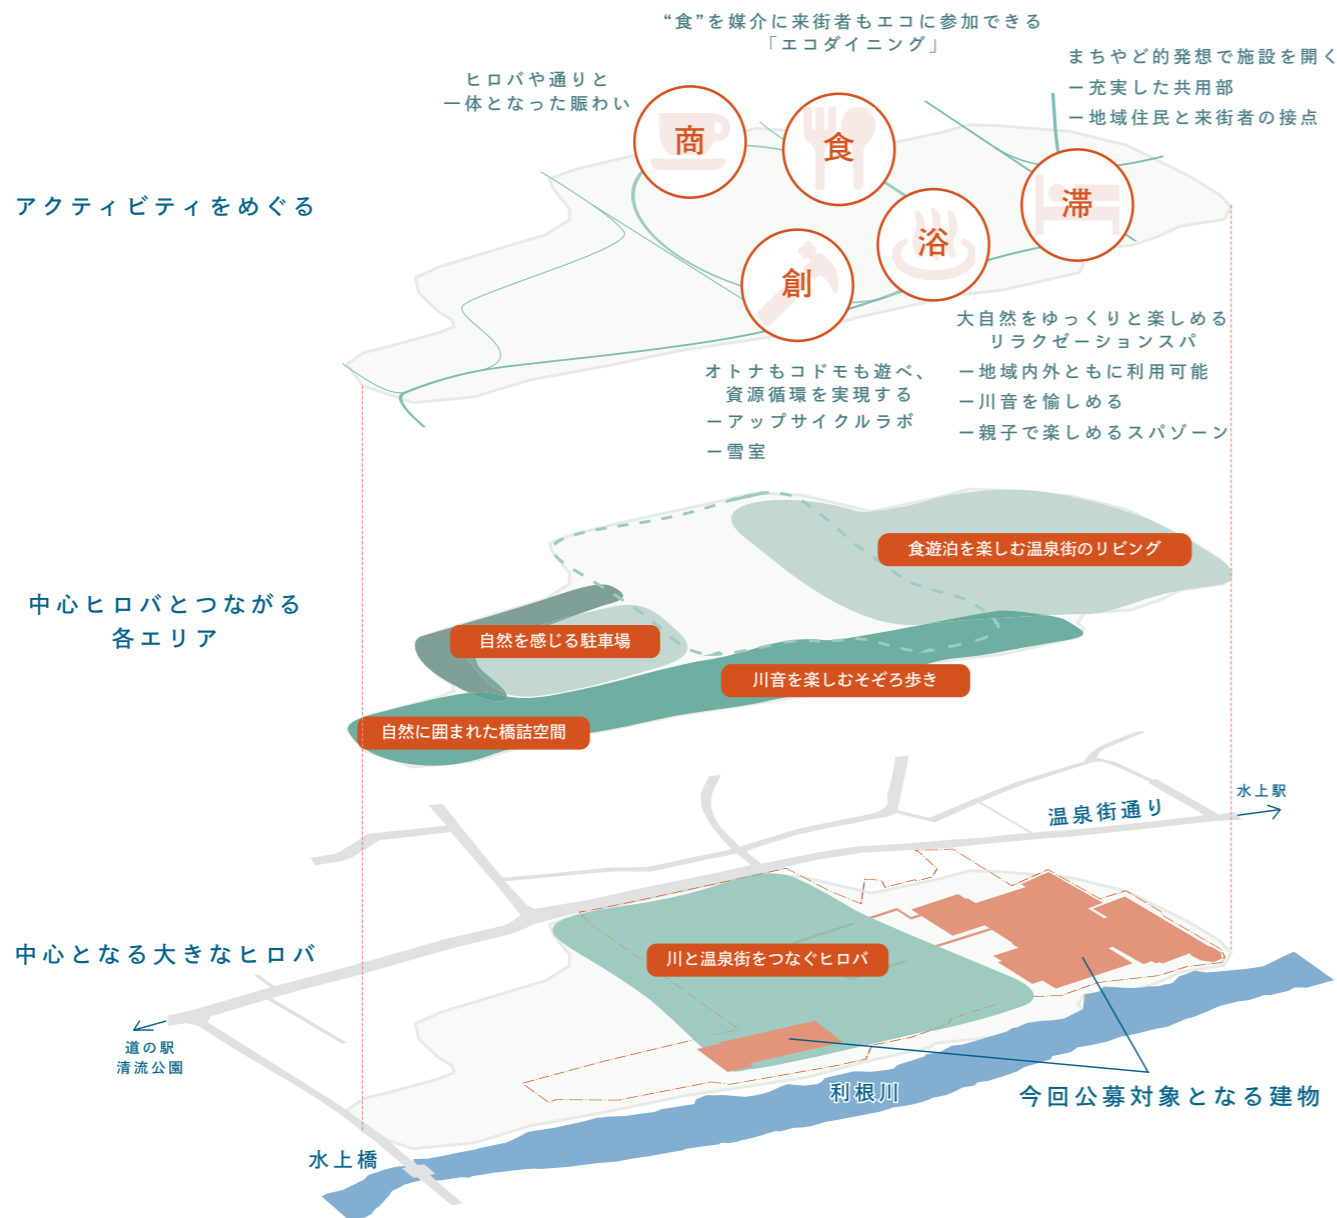 “食”を媒介に来街者もエコに参加できる
「エコダイニング」
ヒロバや通りと
一体となった賑わい
まちやど的発想で施設を開く
ー充実した共用部
ー地域住民と来街者の接点
商
食
滞
浴
創
アクティビティをめぐる
大自然をゆっくりと楽しめる
リラクゼーションスパ
ー地域内外ともに利用可能
ー川音を愉しめる
ー親子で楽しめるスパゾーン
オトナもコドモも遊べ、
資源循環を実現する
ーアップサイクルラボ
ー雪室
中心ヒロバとつながる
各エリア
食遊泊を楽しむ温泉街のリビング
自然を感じる駐車場
川音を楽しむそぞろ歩き
自然に囲まれた橋詰空間
水上駅
温泉街通り
中心となる大きなヒロバ
川と温泉街をつなぐヒロバ
道の駅
清流公園
利根川
今回公募対象となる建物
水上橋